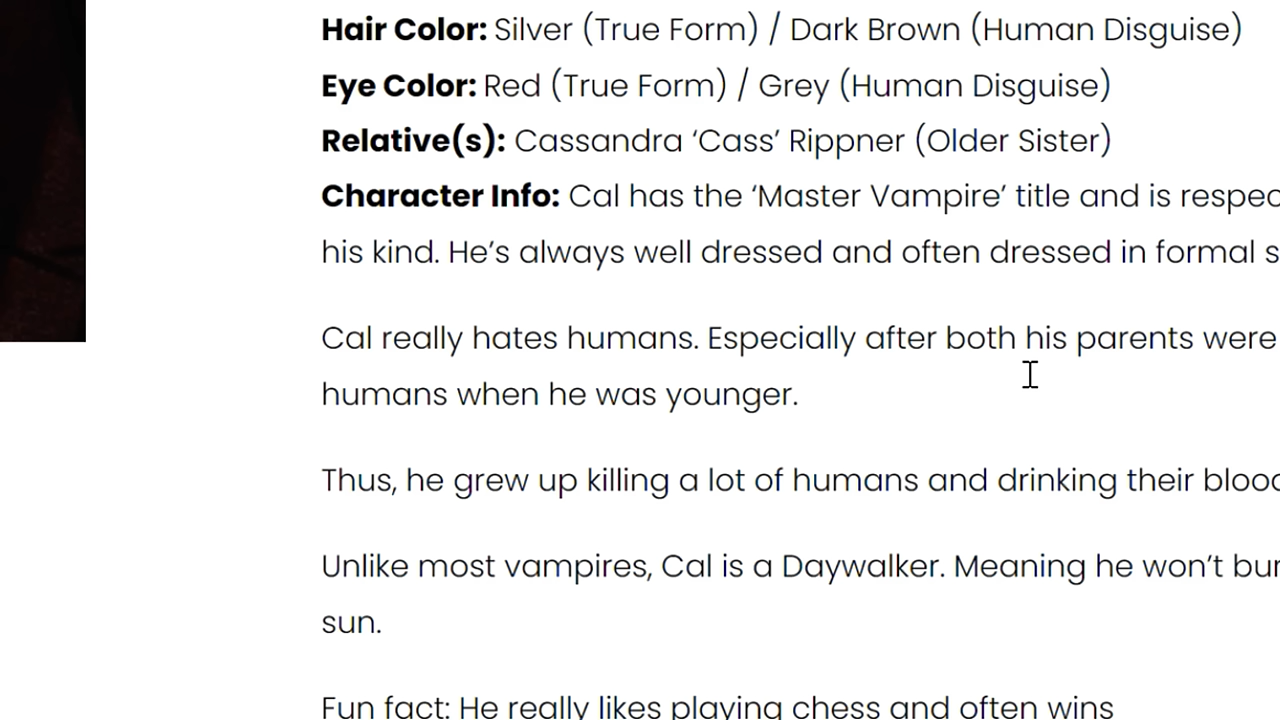 Hair Color: Silver (True Form) / Dark Brown (Human Disguise)
Eye Color: Red (True Form) / Grey (Human Disguise)
Relative(s): Cassandra ‘Cass’ Rippner (Older Sister)
Character Info: Cal has the ‘Master Vampire’ title and is
his kind. He’s always well dressed and often dressed in formal
Cal really hates humans. Especially after both his parents were
humans when he was younger.
Thus, he grew up killing a lot of humans and drinking their
Unlike most vampires, Cal is a Daywalker. Meaning he won’t
sun.
Fun fact: He really likes playing chess and often wins